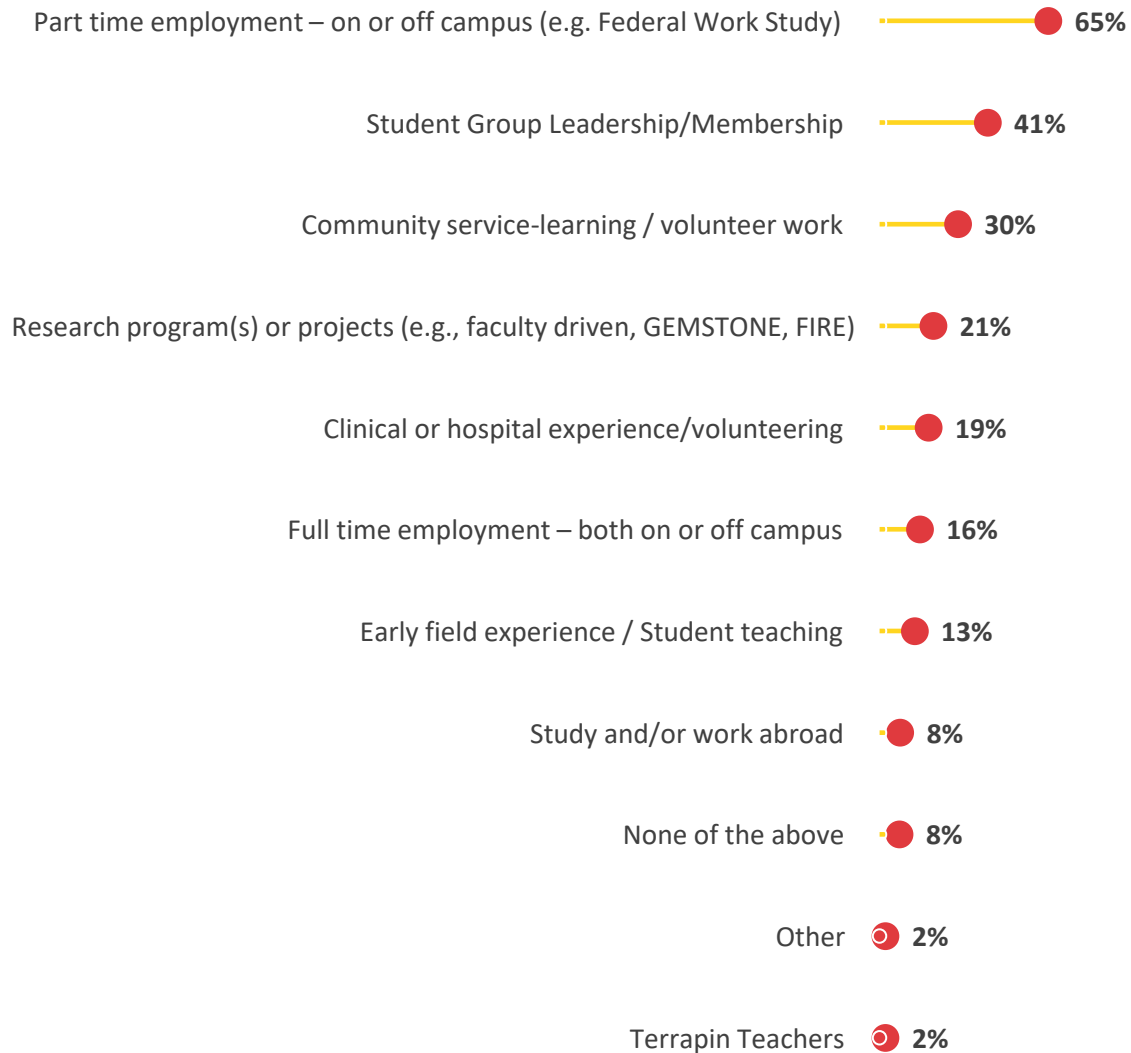 Part time employment – on or off campus (e.g. Federal Work Study) 65%
Student Group Leadership/Membership 41%
Community service-learning / volunteer work 30%
Research program(s) or projects (e.g., faculty driven, GEMSTONE, FIRE) 21%
Clinical or hospital experience/volunteering 19%
Full time employment – both on or off campus 16%
Early field experience / Student teaching 13%
Study and/or work abroad 8%
None of the above 8%
Other 2%
Terrapin Teachers 2%